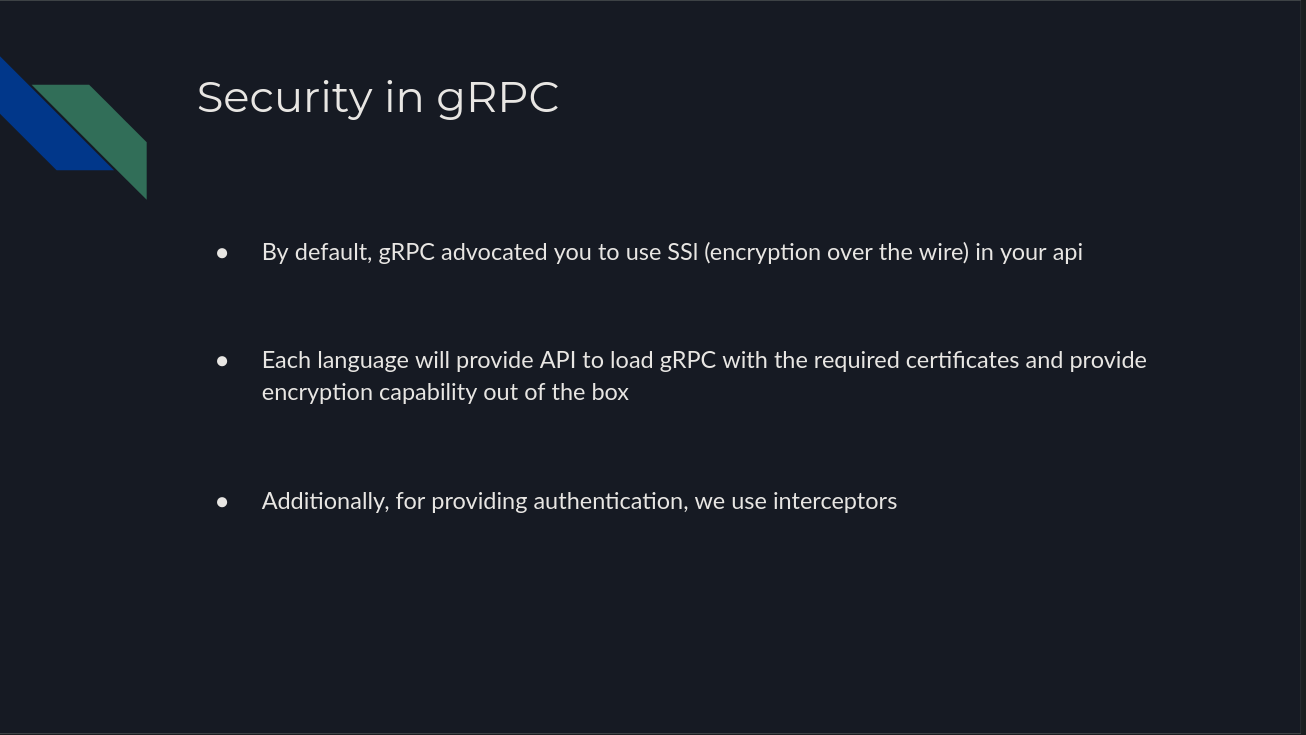 Security in gRPC
● By default, gRPC advocated you to use SSl (encryption over the wire) in your api
● Each language will provide API to load gRPC with the required certificates and provide
encryption capability out of the box
● Additionally, for providing authentication, we use interceptors